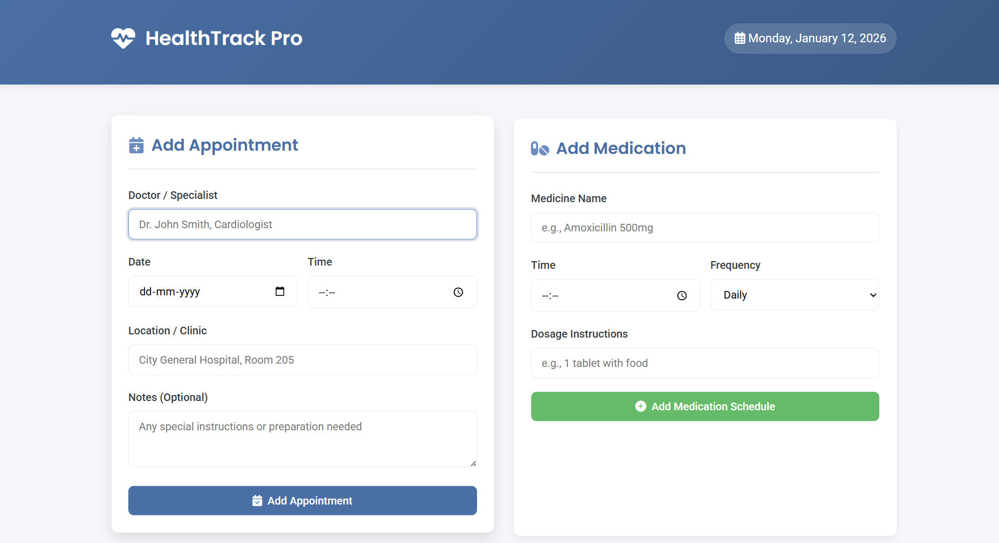 HealthTrack Pro
Monday, January 12, 2026
Add Appointment
Doctor / Specialist
Dr. John Smith, Cardiologist
Date
Time
dd-mm-yyyy
--:--
Location / Clinic
City General Hospital, Room 205
Notes (Optional)
Any special instructions or preparation needed
Add Appointment
Add Medication
Medicine Name
e.g., Amoxicillin 500mg
Time
Frequency
--:--
Daily
Dosage Instructions
e.g., 1 tablet with food
Add Medication Schedule